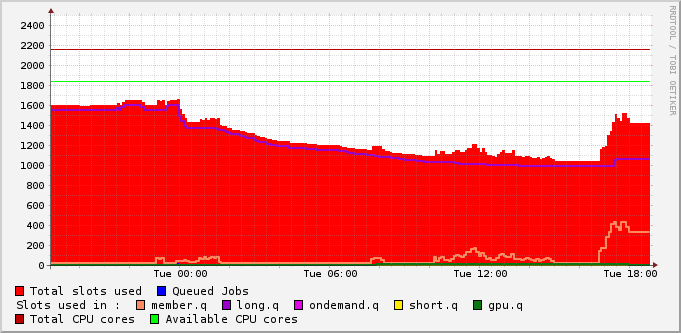 RRDTOOL / TOBI OETIKER
2400
2200
2000
1800
1600
1400
1200
1000
800
600
400
200
0
Tue 00:00 Tue 06:00 Tue 12:00 Tue 18:00
Total slots used Queued Jobs
Slots used in : member.q long.q ondemand.q short.q gpu.q
Total CPU cores Available CPU cores